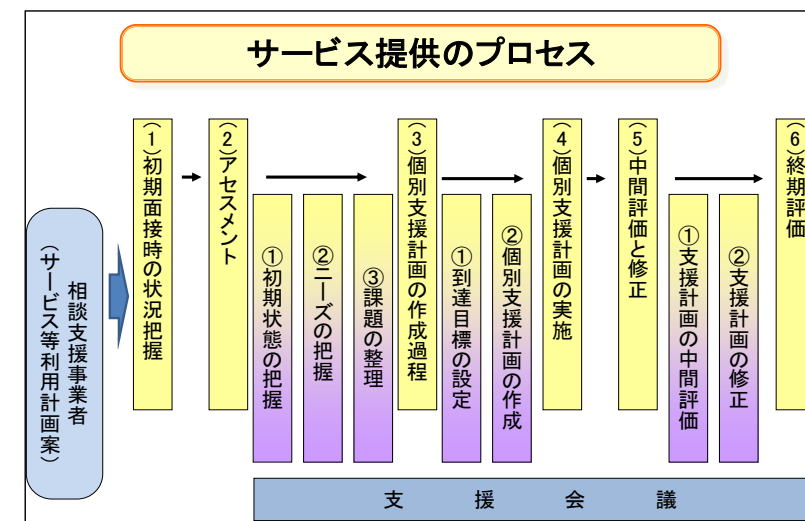 サービス提供のプロセス
相談支援事業者
（サービス等利用計画案）
（1）初期面接時の状況把握
（2）アセスメント
①初期状態の把握
②ニーズの把握
③課題の整理
（3）個別支援計画の作成過程
①到達目標の設定
②個別支援計画の作成
（4）個別支援計画の実施
（5）中間評価と修正
①支援計画の中間評価
②支援計画の修正
（6）終期評価
支援会議